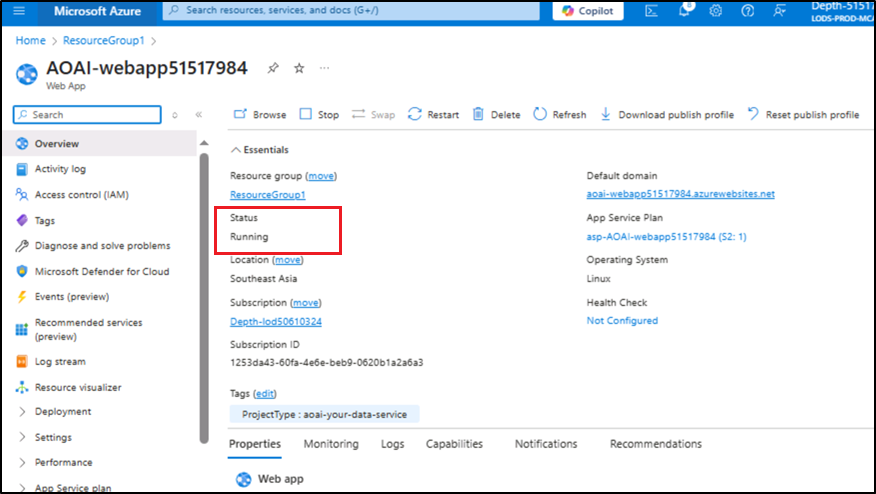 Microsoft Azure
Search resources, services, and docs (G+/)
Copilot
8
Depth-5151
LODS-PROD-MCA
Home > ResourceGroup1 >
AOAI-webapp51517984
Web App
Search
Browse Stop Swap Restart Delete Refresh Download publish profile Reset publish profile
Overview
Activity log
Access control (IAM)
Tags
Diagnose and solve problems
Microsoft Defender for Cloud
Events (preview)
Recommended services
(preview)
Log stream
Resource visualizer
Deployment
Settings
Performance
App Service plan
Essentials
Resource group (move)
ResourceGroup1
Status
Running
Location (move)
Southeast Asia
Subscription (move)
Depth-lod50610324
Subscription ID
1253da43-60fa-4e6e-beb9-0620b1a2a6a3
Default domain
aoai-webapp51517984.azurewebsites.net
App Service Plan
asp-AOAI-webapp51517984 (S2: 1)
Operating System
Linux
Health Check
Not Configured
Tags (edit)
ProjectType : aoai-your-data-service
Properties Monitoring Logs Capabilities Notifications Recommendations
Web app